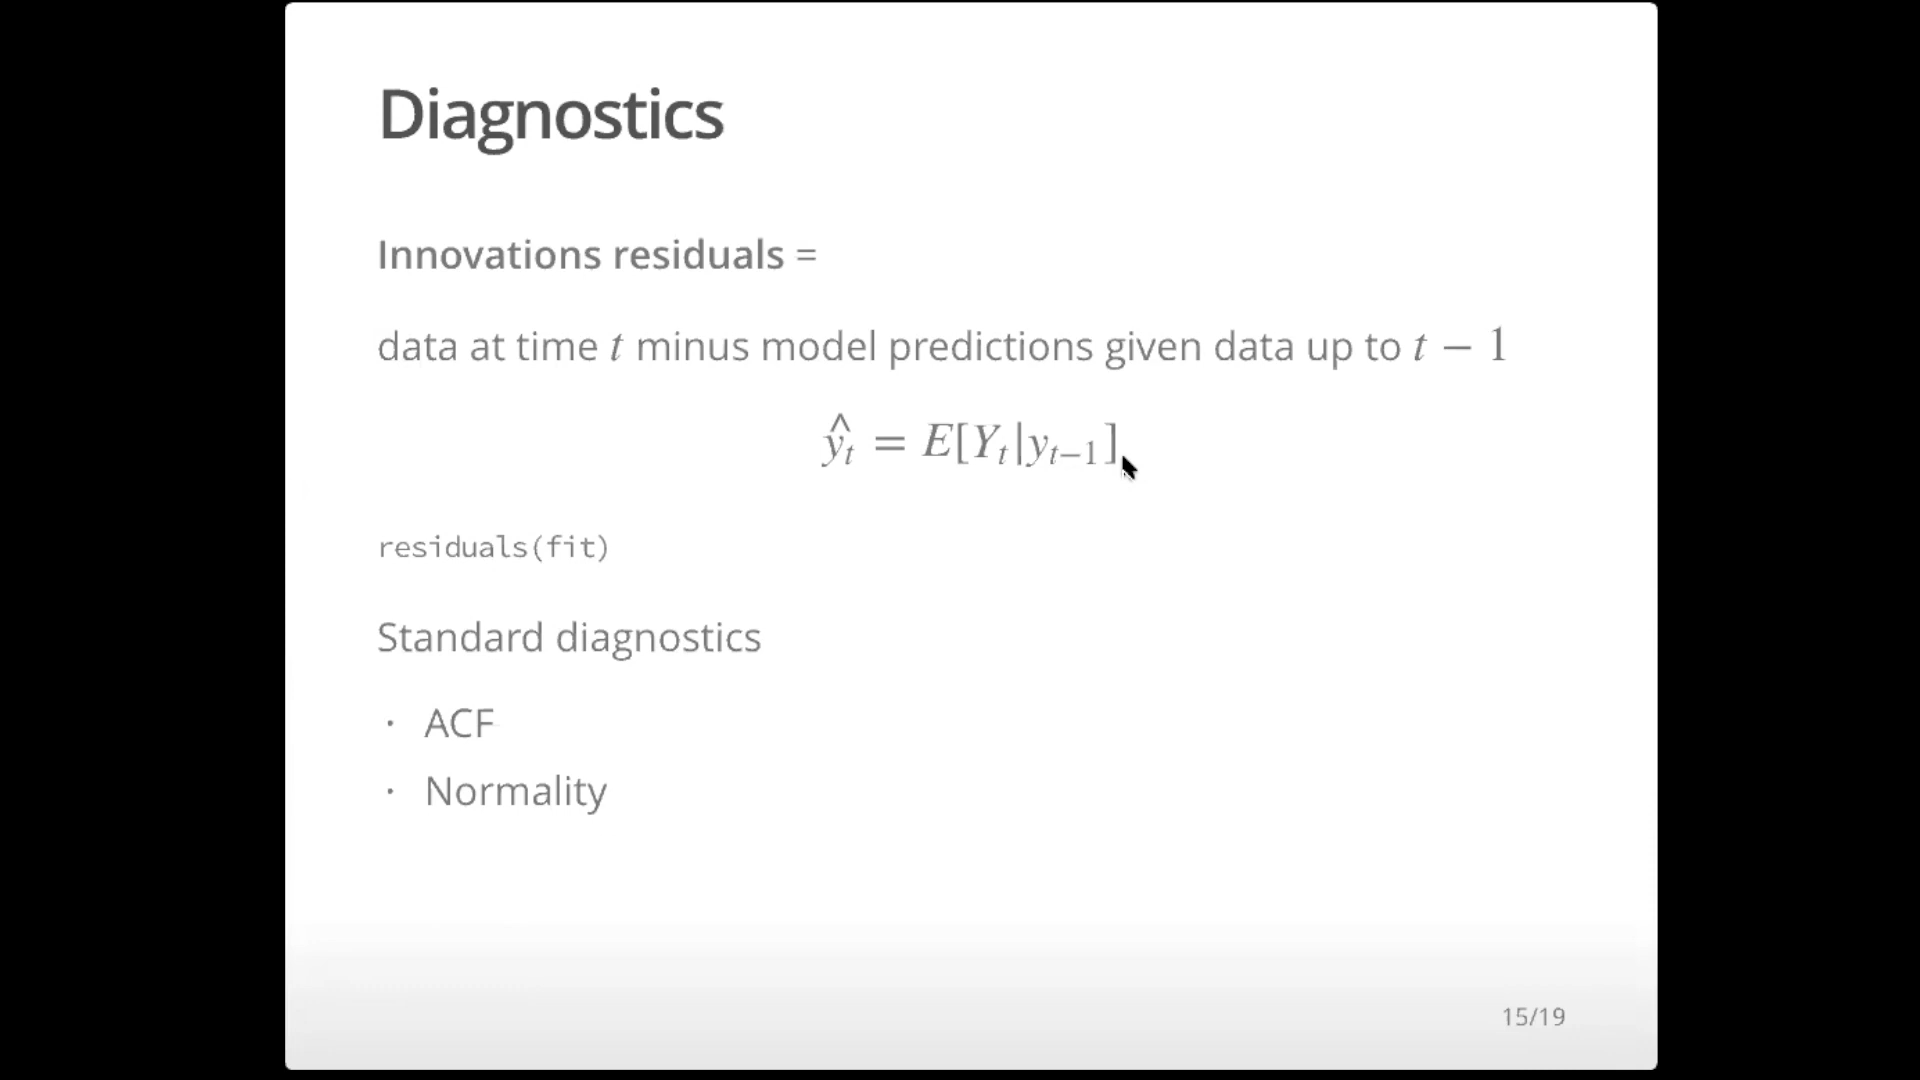 Diagnostics
Innovations residuals =
data at time t minus model predictions given data up to t − 1
ŷₜ = E[Yₜ|yₜ₋₁]
residuals(fit)
Standard diagnostics
· ACF
· Normality
15/19